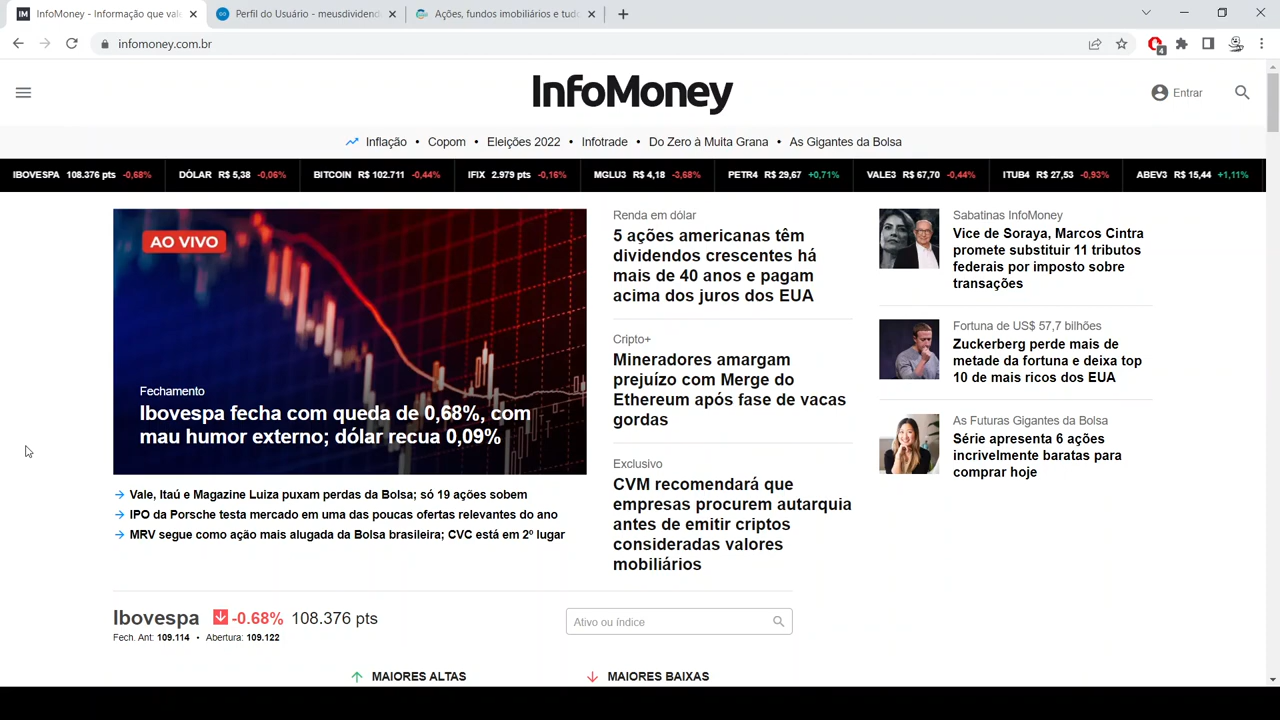 InfoMoney - Informação que vale
Perfil do Usuário - meusdividend
Ações, fundos imobiliários e tudo
infomoney.com.br
4
InfoMoney
Entrar
Inflação • Copom • Eleições 2022 • Infotrade • Do Zero à Muita Grana • As Gigantes da Bolsa
IBOVESPA 108.376 pts -0,68% DÓLAR R$ 5,38 -0,06% BITCOIN R$ 102.711 -0,44% IFIX 2.979 pts -0,16% MGLU3 R$ 4,18 -3,68% PETR4 R$ 29,67 +0,71% VALE3 R$ 67,70 -0,44% ITUB4 R$ 27,53 -0,93% ABEV3 R$ 15,44 +1,11%
AO VIVO
Fechamento
Ibovespa fecha com queda de 0,68%, com
mau humor externo; dólar recua 0,09%
Vale, Itaú e Magazine Luiza puxam perdas da Bolsa; só 19 ações sobem
IPO da Porsche testa mercado em uma das poucas ofertas relevantes do ano
MRV segue como ação mais alugada da Bolsa brasileira; CVC está em 2º lugar
Renda em dólar
5 ações americanas têm
dividendos crescentes há
mais de 40 anos e pagam
acima dos juros dos EUA
Cripto+
Mineradores amargam
prejuízo com Merge do
Ethereum após fase de vacas
gordas
Exclusivo
CVM recomendará que
empresas procurem autarquia
antes de emitir criptos
consideradas valores
mobiliários
Sabatinas InfoMoney
Vice de Soraya, Marcos Cintra
promete substituir 11 tributos
federais por imposto sobre
transações
Fortuna de US$ 57,7 bilhões
Zuckerberg perde mais de
metade da fortuna e deixa top
10 de mais ricos dos EUA
As Futuras Gigantes da Bolsa
Série apresenta 6 ações
incrivelmente baratas para
comprar hoje
Ibovespa -0.68% 108.376 pts
Fech. Ant: 109.114 • Abertura: 109.122
Ativo ou índice
MAIORES ALTAS
MAIORES BAIXAS